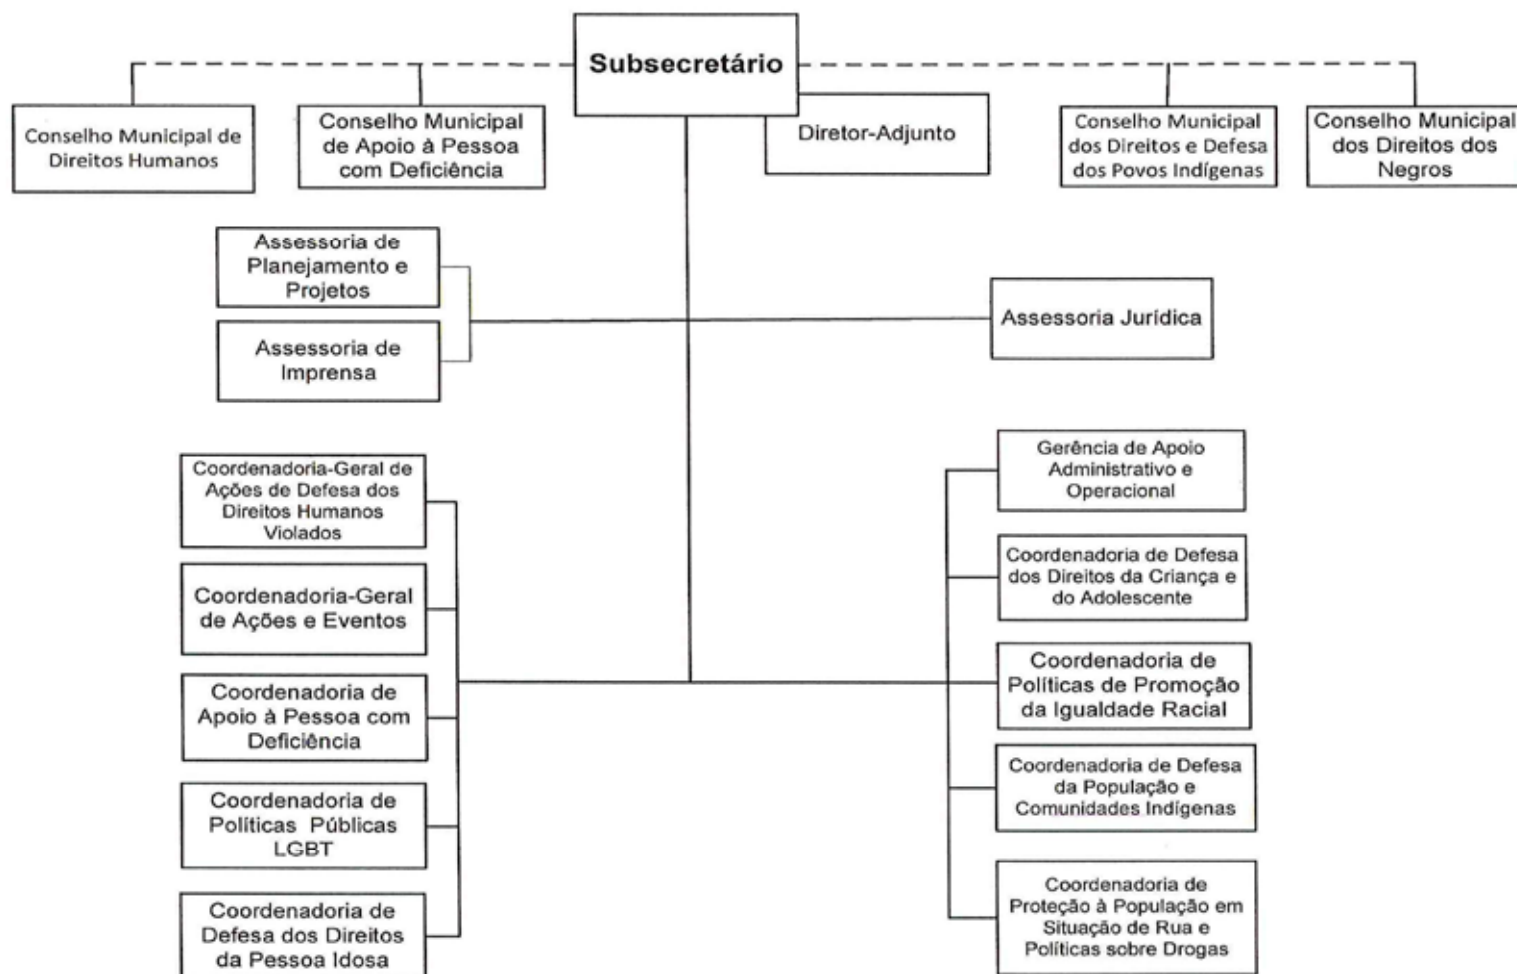 Subsecretário
Diretor-Adjunto
Conselho Municipal de
Direitos Humanos
Conselho Municipal
de Apoio à Pessoa
com Deficiência
Conselho Municipal
dos Direitos e Defesa
dos Povos Indígenas
Conselho Municipal
dos Direitos dos
Negros
Assessoria de
Planejamento e
Projetos
Assessoria de
Imprensa
Assessoria Jurídica
Coordenadoria-Geral de
Ações de Defesa dos
Direitos Humanos
Violados
Coordenadoria-Geral
de Ações e Eventos
Coordenadoria de
Apoio à Pessoa com
Deficiência
Coordenadoria de
Políticas Públicas
LGBT
Coordenadoria de
Defesa dos Direitos
da Pessoa Idosa
Gerência de Apoio
Administrativo e
Operacional
Coordenadoria de Defesa
dos Direitos da Criança e
do Adolescente
Coordenadoria de
Políticas de Promoção
da Igualdade Racial
Coordenadoria de Defesa
da População e
Comunidades Indígenas
Coordenadoria de
Proteção à População em
Situação de Rua e
Políticas sobre Drogas